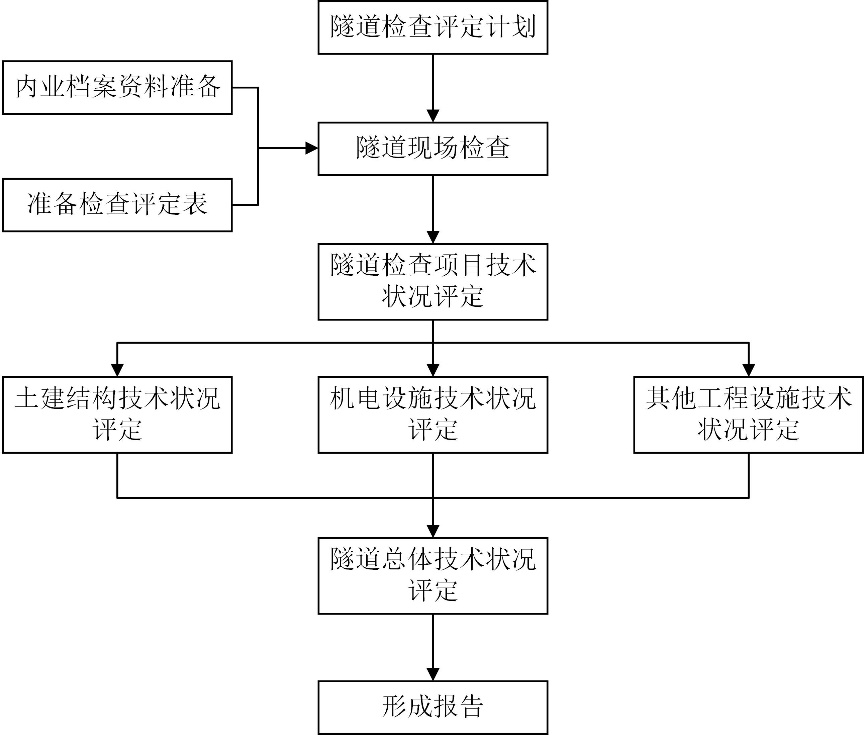 隧道检查评定计划
内业档案资料准备
隧道现场检查
准备检查评定表
隧道检查项目技术
状况评定
土建结构技术状况
评定
机电设施技术状况
评定
其他工程设施技术
状况评定
隧道总体技术状况
评定
形成报告